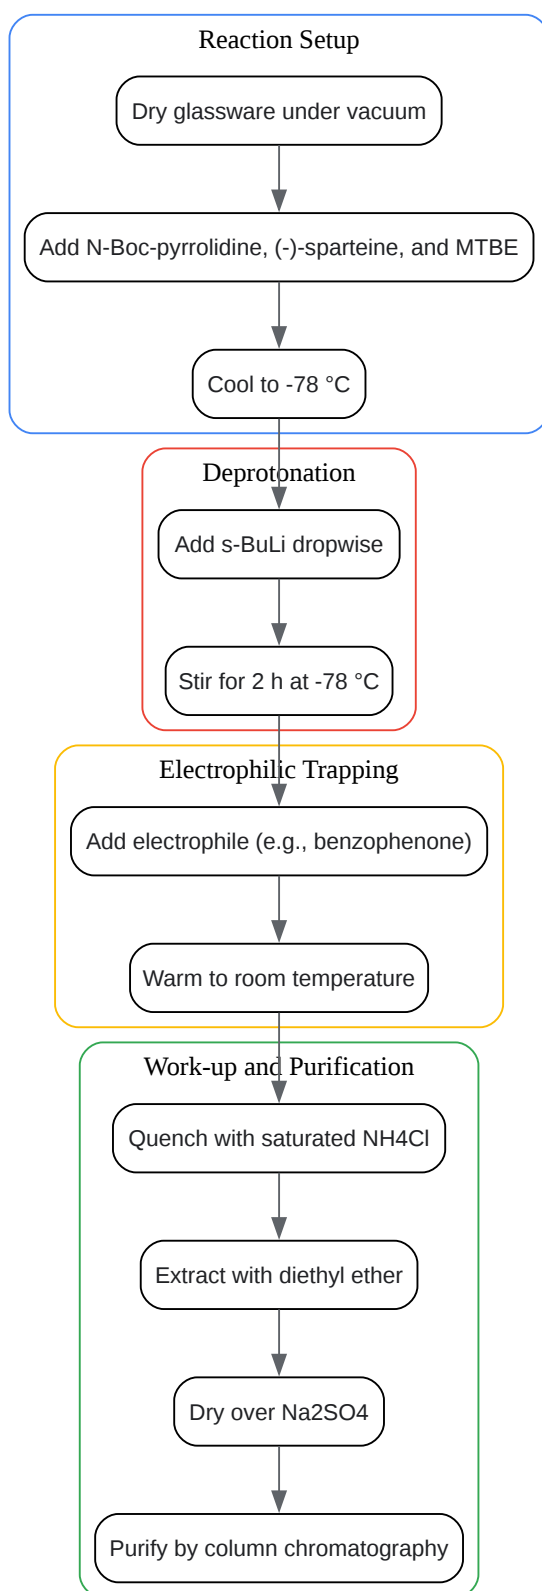 Reaction Setup
Dry glassware under vacuum
Add N-Boc-pyrrolidine, (-)-sparteine, and MTBE
Cool to -78 °C
Deprotonation
Add s-BuLi dropwise
Stir for 2 h at -78 °C
Electrophilic Trapping
Add electrophile (e.g., benzophenone)
Warm to room temperature
Work-up and Purification
Quench with saturated NH4Cl
Extract with diethyl ether
Dry over Na2SO4
Purify by column chromatography